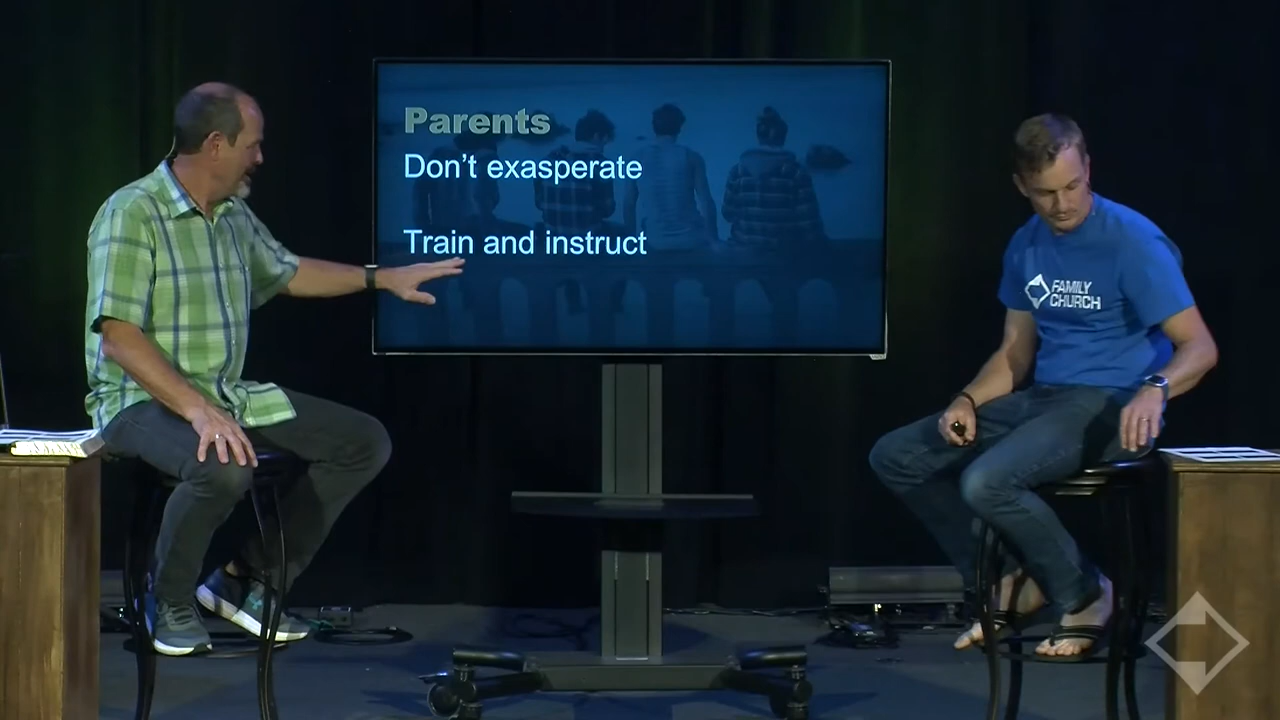 Parents
Don't exasperate
Train and instruct
FAMILY
CHURCH